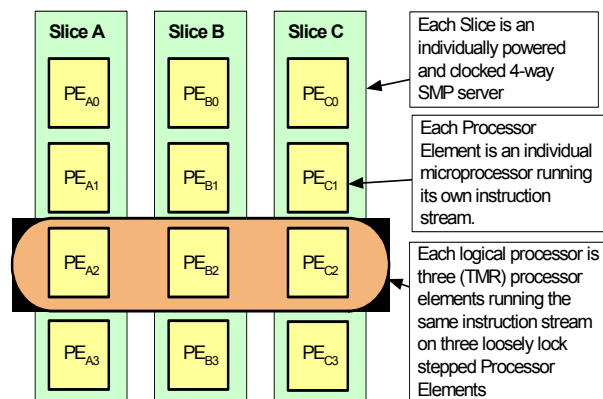 Slice A
Slice B
Slice C
PEA0
PEB0
PEC0
PEA1
PEB1
PEC1
PEA2
PEB2
PEC2
PEA3
PEB3
PEC3
Each Slice is an
individually powered
and clocked 4-way
SMP server
Each Processor
Element is an individual
microprocessor running
its own instruction
stream.
Each logical processor is
three (TMR) processor
elements running the
same instruction stream
on three loosely lock
stepped Processor
Elements